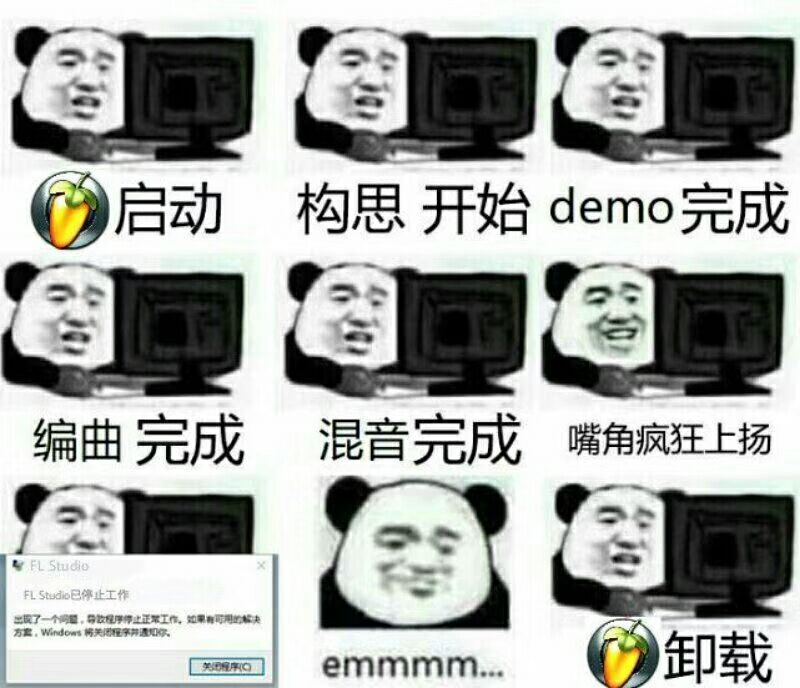 启动
构思 开始
demo 完成
编曲 完成
混音完成
嘴角疯狂上扬
FL Studio
FL Studio已停止工作
出现了一个问题，导致程序停止正常工作。如果有可用的解决
方案，Windows 将关闭程序并通知你。
关闭程序(C)
emmmm...
卸载